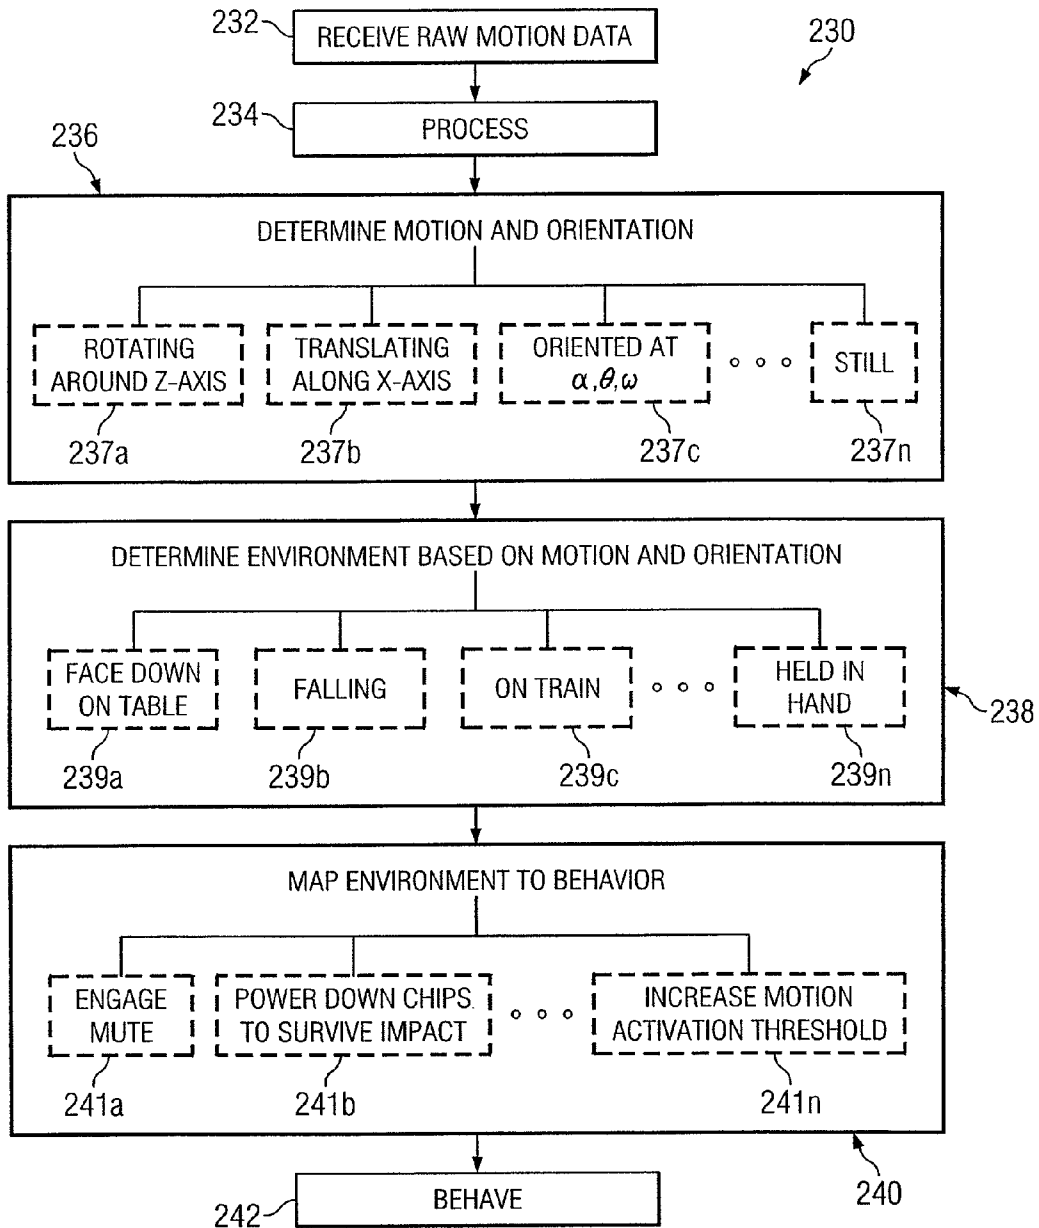 232
RECEIVE RAW MOTION DATA
230
234
PROCESS
236
DETERMINE MOTION AND ORIENTATION
ROTATING
AROUND Z-AXIS
TRANSLATING
ALONG X-AXIS
ORIENTED AT
α,θ,ω
STILL
237a
237b
237c
237n
DETERMINE ENVIRONMENT BASED ON MOTION AND ORIENTATION
FACE DOWN
ON TABLE
FALLING
ON TRAIN
HELD IN
HAND
238
239a
239b
239c
239n
MAP ENVIRONMENT TO BEHAVIOR
ENGAGE
MUTE
POWER DOWN CHIPS
TO SURVIVE IMPACT
INCREASE MOTION
ACTIVATION THRESHOLD
241a
241b
241n
240
BEHAVE
242